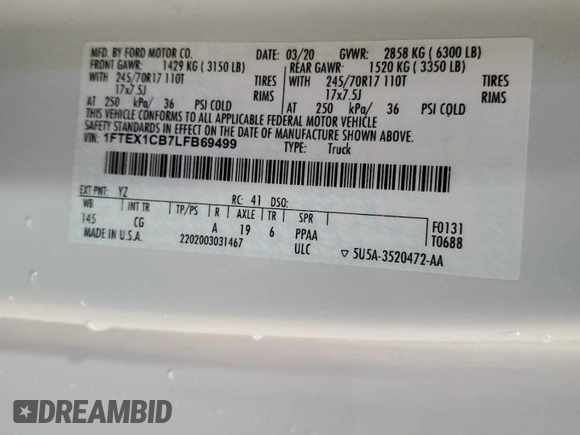 MFD. BY FORD MOTOR CO.
DATE: 03/20 GVWR: 2858 KG ( 6300 LB)
FRONT GAWR: 1429 KG ( 3150 LB) REAR GAWR: 1520 KG ( 3350 LB)
WITH 245/70R17 110T TIRES WITH 245/70R17 110T TIRES
17x7.5J RIMS 17x7.5J RIMS
AT 250 kPa/ 36 PSI COLD AT 250 kPa/ 36 PSI COLD
THIS VEHICLE CONFORMS TO ALL APPLICABLE FEDERAL MOTOR VEHICLE
SAFETY STANDARDS IN EFFECT ON THE DATE OF MANUFACTURE SHOWN ABOVE.
VIN: 1FTEX1CB7LFB69499 TYPE: Truck
EXT PNT: YZ RC: 41 DSO:
WB INT TR TP/PS R AXLE TR SPR
145 CG A 19 6 PPAA
F0131
T0688
MADE IN U.S.A. 2202003031467 ULC ▽ 5U5A-3520472-AA
DREAMBID